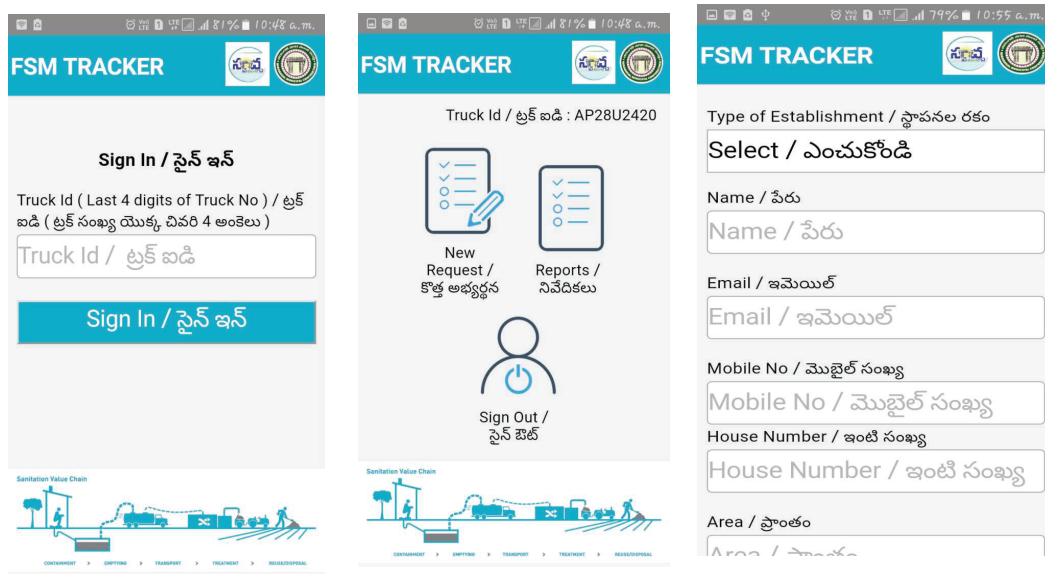 81% 10:48 a.m.
FSM TRACKER
Sign In / సైన్ ఇన్
Truck Id ( Last 4 digits of Truck No ) / ట్రక్
ఐడి ( ట్రక్ సంఖ్య యొక్క చివరి 4 అంకెలు )
Truck Id / ట్రక్ ఐడి
Sign In / సైన్ ఇన్
Sanitation Value Chain
CONTAINMENT > EMPTYING > TRANSPORT > TREATMENT > REUSE/DISPOSAL
81% 10:48 a.m.
FSM TRACKER
Truck Id / ట్రక్ ఐడి : AP28U2420
New
Request /
కొత్త అభ్యర్థన
Reports /
నివేదికలు
Sign Out /
సైన్ ఔట్
Sanitation Value Chain
CONTAINMENT > EMPTYING > TRANSPORT > TREATMENT > REUSE/DISPOSAL
79% 10:55 a.m.
FSM TRACKER
Type of Establishment / స్థాపనల రకం
Select / ఎంచుకోండి
Name / పేరు
Name / పేరు
Email / ఇమెయిల్
Email / ఇమెయిల్
Mobile No / మొబైల్ సంఖ్య
Mobile No / మొబైల్ సంఖ్య
House Number / ఇంటి సంఖ్య
House Number / ఇంటి సంఖ్య
Area / ప్రాంతం
Area / ప్రాంతం